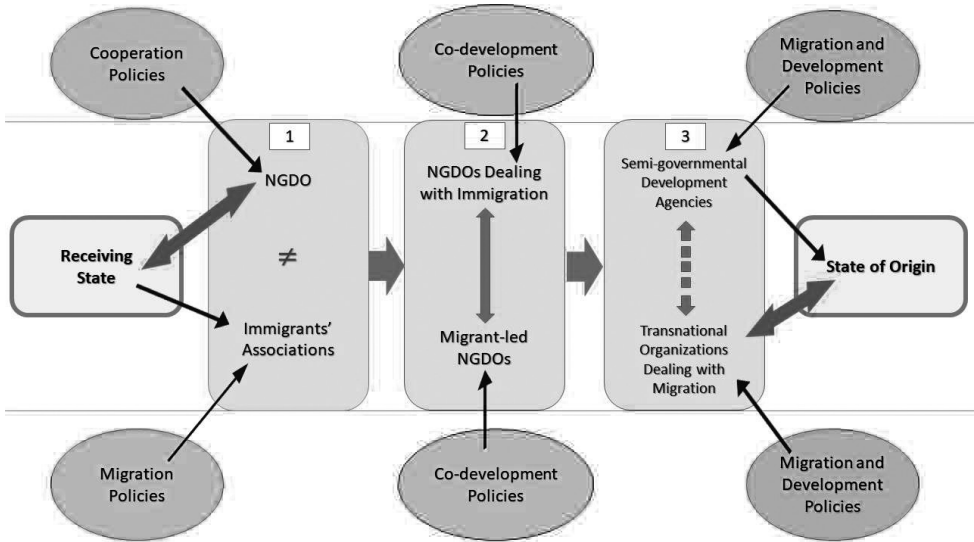 Cooperation
Policies
Co-development
Policies
Migration and
Development
Policies
1
2
3
NGDO
NGDOs Dealing
with Immigration
Semi-governmental
Development
Agencies
Receiving
State
≠
State of Origin
Immigrants’
Associations
Migrant-led
NGDOs
Transnational
Organizations
Dealing with
Migration
Migration
Policies
Co-development
Policies
Migration and
Development
Policies